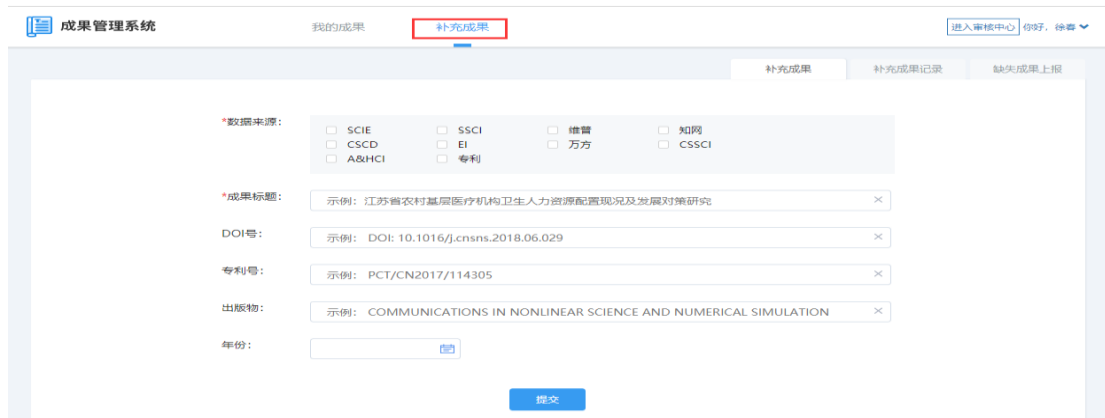 成果管理系统 我的成果 补充成果 进入审核中心 你好，徐春
补充成果 补充成果记录 缺失成果上报
*数据来源：
SCIE SSCI 维普 知网
CSCD EI 万方 CSSCI
A&HCI 专利
*成果标题： 示例：江苏省农村基层医疗机构卫生人力资源配置现况及发展对策研究
DOI号： 示例： DOI: 10.1016/j.cnsns.2018.06.029
专利号： 示例： PCT/CN2017/114305
出版物： 示例： COMMUNICATIONS IN NONLINEAR SCIENCE AND NUMERICAL SIMULATION
年份：
提交